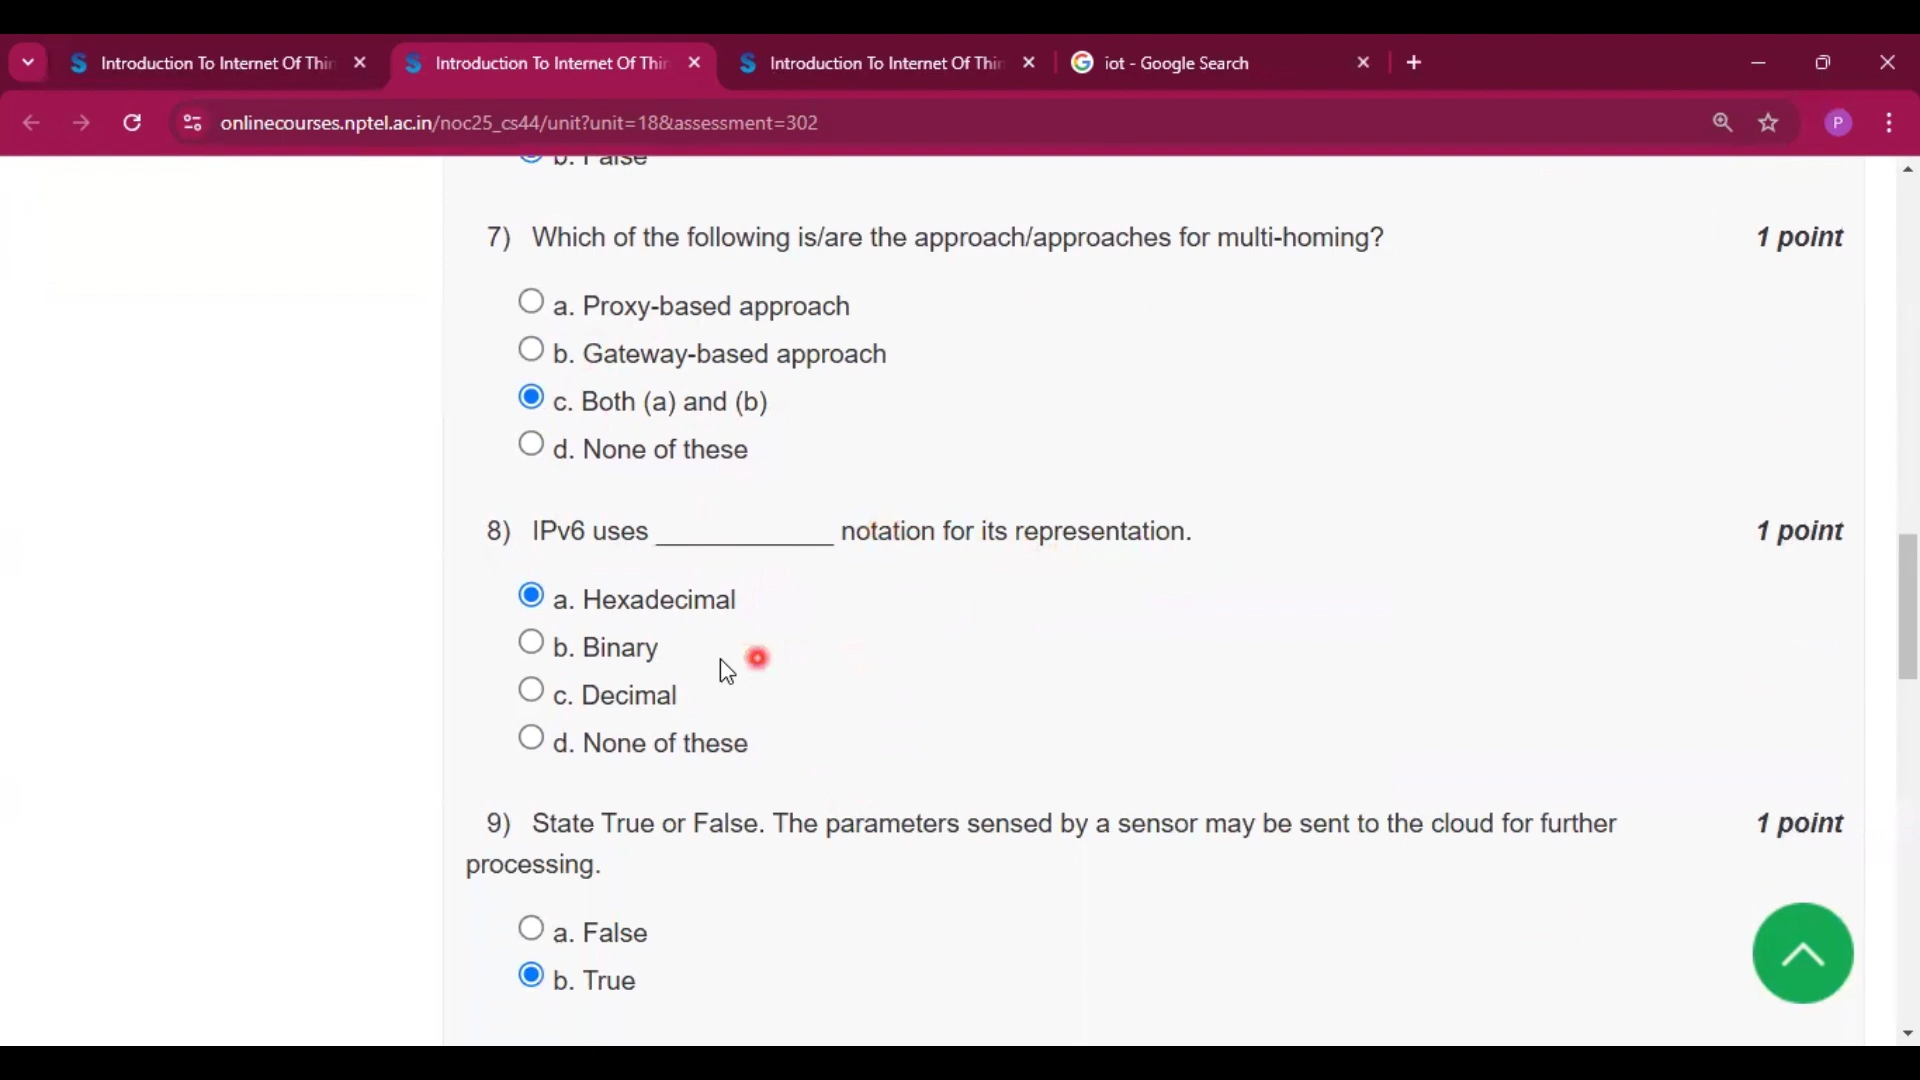 Introduction To Internet Of Thin
Introduction To Internet Of Thin
Introduction To Internet Of Thin
iot - Google Search
onlinecourses.nptel.ac.in/noc25_cs44/unit?unit=18&assessment=302
P
b. False
7) Which of the following is/are the approach/approaches for multi-homing? 1 point
a. Proxy-based approach
b. Gateway-based approach
c. Both (a) and (b)
d. None of these
8) IPv6 uses ____________ notation for its representation. 1 point
a. Hexadecimal
b. Binary
c. Decimal
d. None of these
9) State True or False. The parameters sensed by a sensor may be sent to the cloud for further 1 point
processing.
a. False
b. True